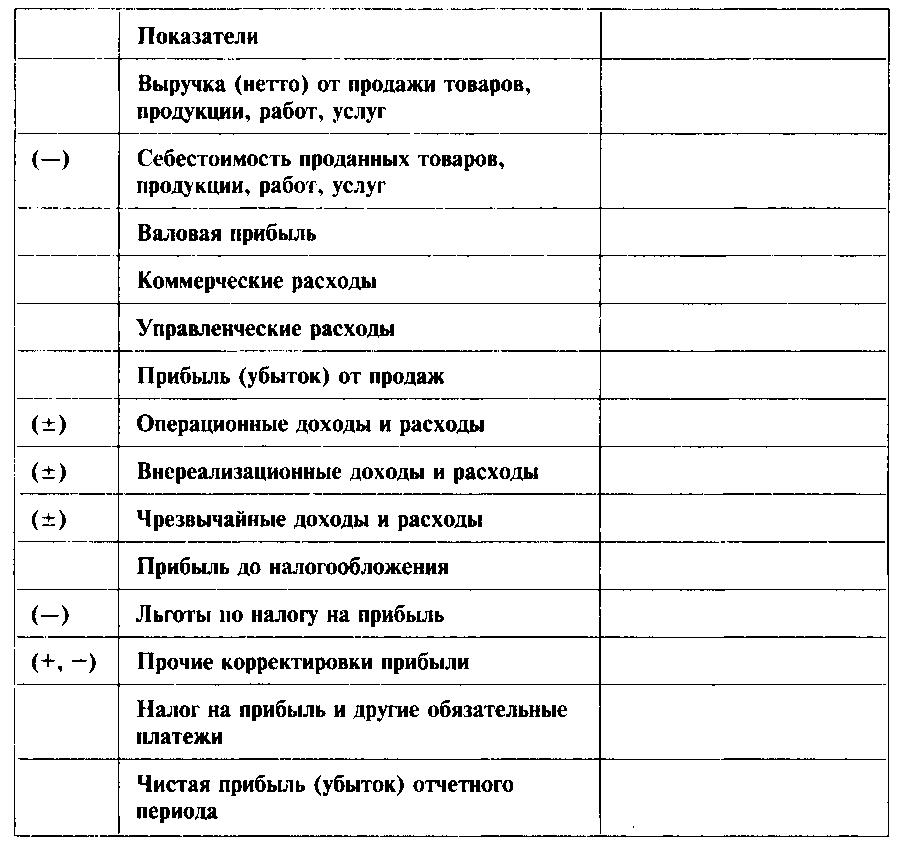 Показатели
Выручка (нетто) от продажи товаров,
продукции, работ, услуг
(—) Себестоимость проданных товаров,
продукции, работ, услуг
Валовая прибыль
Коммерческие расходы
Управленческие расходы
Прибыль (убыток) от продаж
(±) Операционные доходы и расходы
(±) Внереализационные доходы и расходы
(±) Чрезвычайные доходы и расходы
Прибыль до налогообложения
(—) Льготы по налогу на прибыль
(+, −) Прочие корректировки прибыли
Налог на прибыль и другие обязательные
платежи
Чистая прибыль (убыток) отчетного
периода